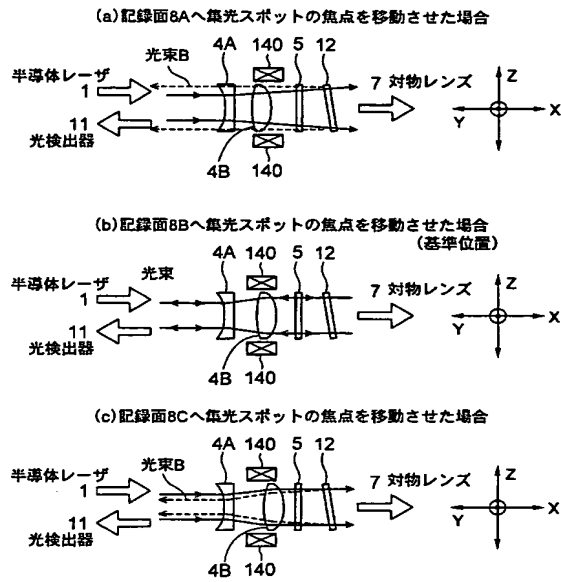 (a)記録面8Aへ集光スポットの焦点を移動させた場合
4A 140 5 12
光束B
半導体レーザ
1
7 対物レンズ
11
光検出器
4B
140
Z
Y
X
(b)記録面8Bへ集光スポットの焦点を移動させた場合
(基準位置)
4A 140 5 12
光束
半導体レーザ
1
7 対物レンズ
11
光検出器
4B
140
Z
Y
X
(c)記録面8Cへ集光スポットの焦点を移動させた場合
4A 140 5 12
光束B
半導体レーザ
1
7 対物レンズ
11
光検出器
4B
140
Z
Y
X